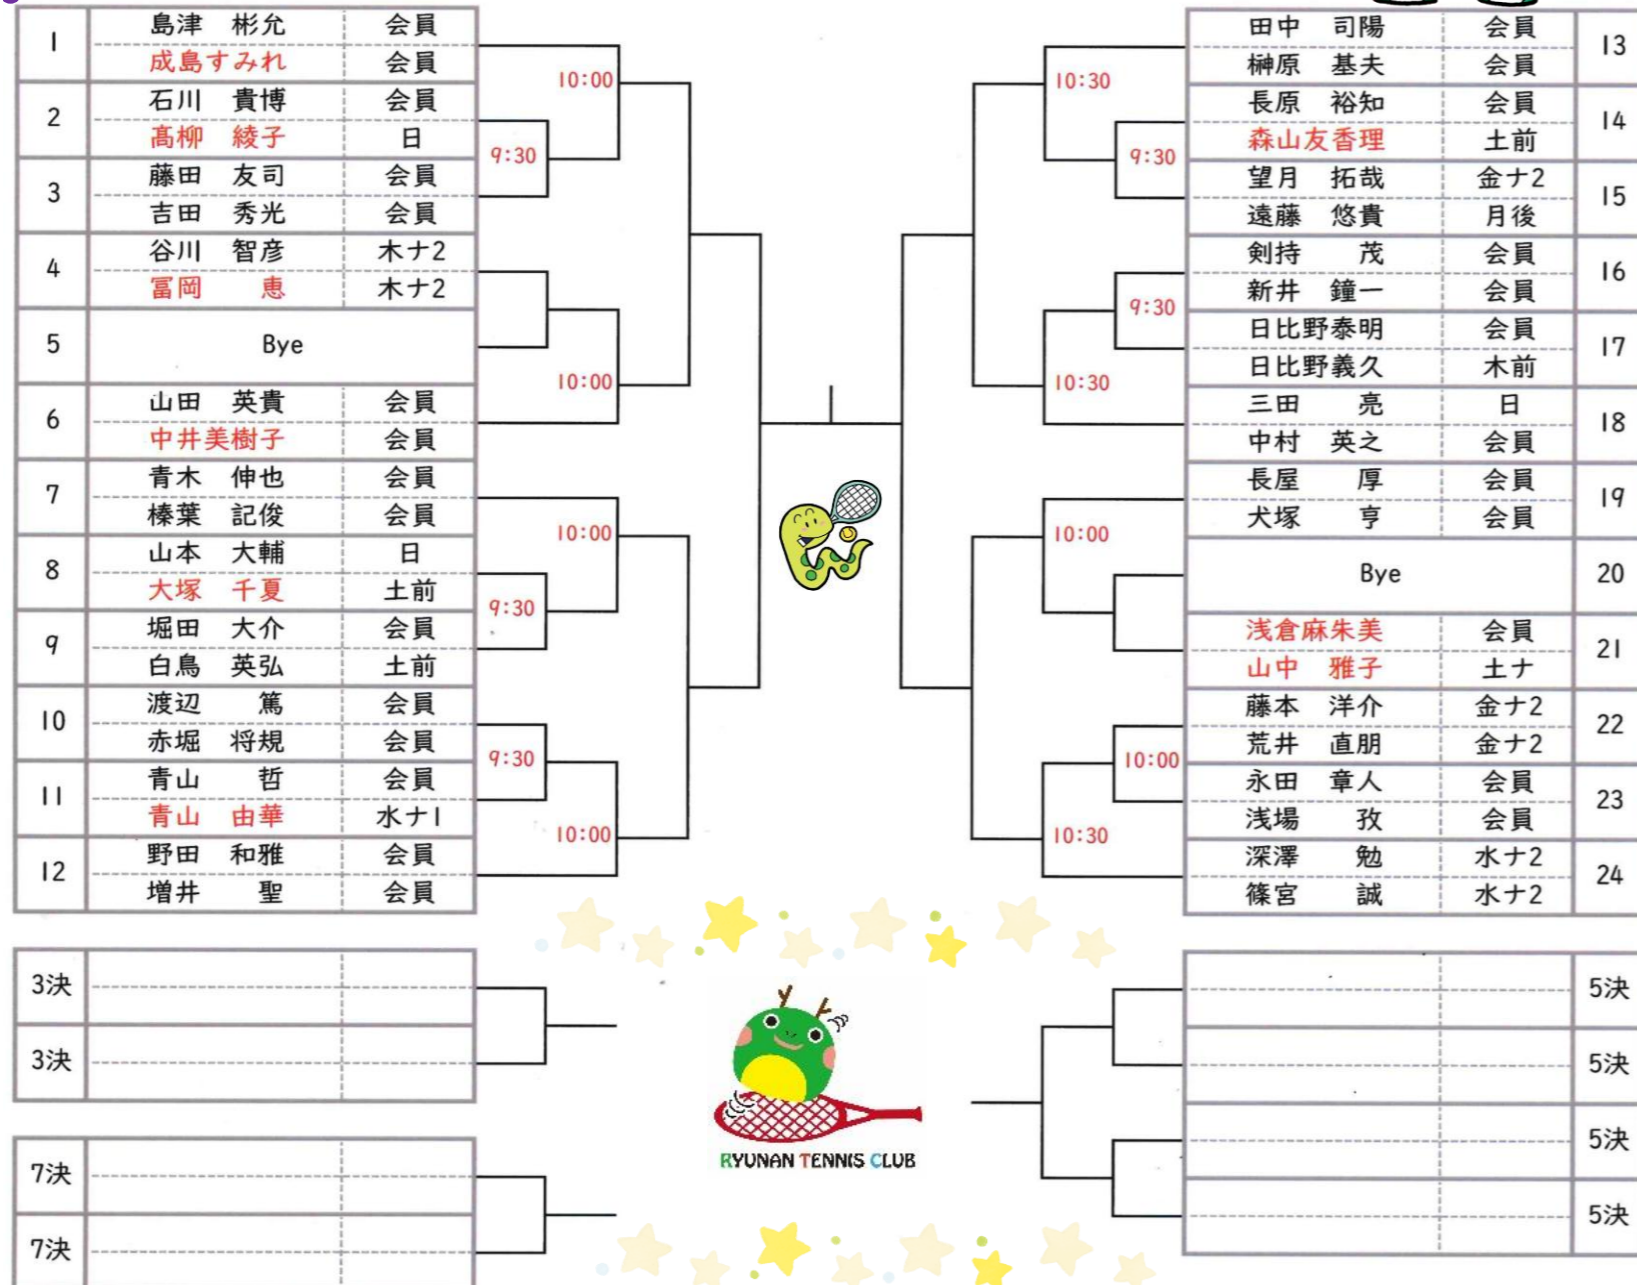 1
島津 彬允 会員
成島すみれ 会員
2
石川 貴博 会員
髙柳 綾子 日
3
藤田 友司 会員
吉田 秀光 会員
4
谷川 智彦 木ナ2
冨岡 恵 木ナ2
5
Bye
6
山田 英貴 会員
中井美樹子 会員
7
青木 伸也 会員
榛葉 記俊 会員
8
山本 大輔 日
大塚 千夏 土前
9
堀田 大介 会員
白鳥 英弘 土前
10
渡辺 篤 会員
赤堀 将規 会員
11
青山 哲 会員
青山 由華 水ナ1
12
野田 和雅 会員
増井 聖 会員
10:00
9:30
10:00
10:00
9:30
9:30
10:00
10:30
9:30
9:30
10:30
10:00
10:00
10:30
田中 司陽 会員
榊原 基夫 会員
13
長原 裕知 会員
森山友香理 土前
14
望月 拓哉 金ナ2
遠藤 悠貴 月後
15
剣持 茂 会員
新井 鐘一 会員
16
日比野泰明 会員
日比野義久 木前
17
三田 亮 日
中村 英之 会員
18
長屋 厚 会員
犬塚 亨 会員
19
Bye
20
浅倉麻朱美 会員
山中 雅子 土ナ
21
藤本 洋介 金ナ2
荒井 直朋 金ナ2
22
永田 章人 会員
浅場 孜 会員
23
深澤 勉 水ナ2
篠宮 誠 水ナ2
24
3決
3決
7決
7決
RYUNAN TENNIS CLUB
5決
5決
5決
5決